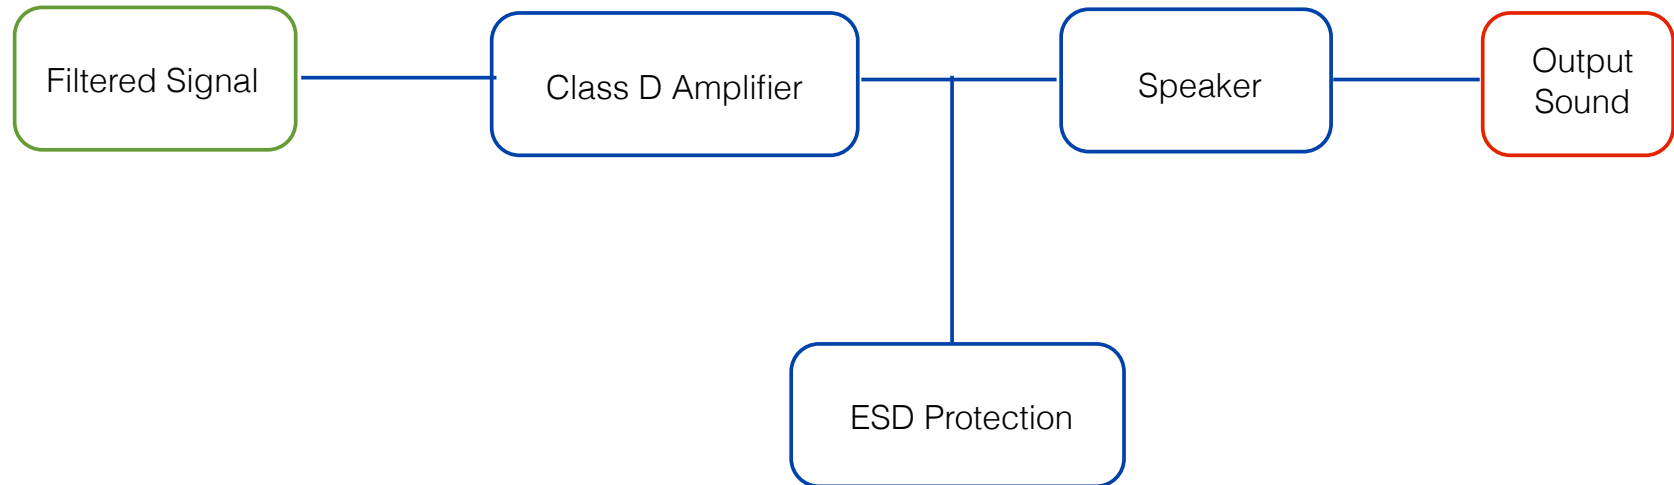 Filtered Signal
Class D Amplifier
Speaker
Output
Sound
ESD Protection